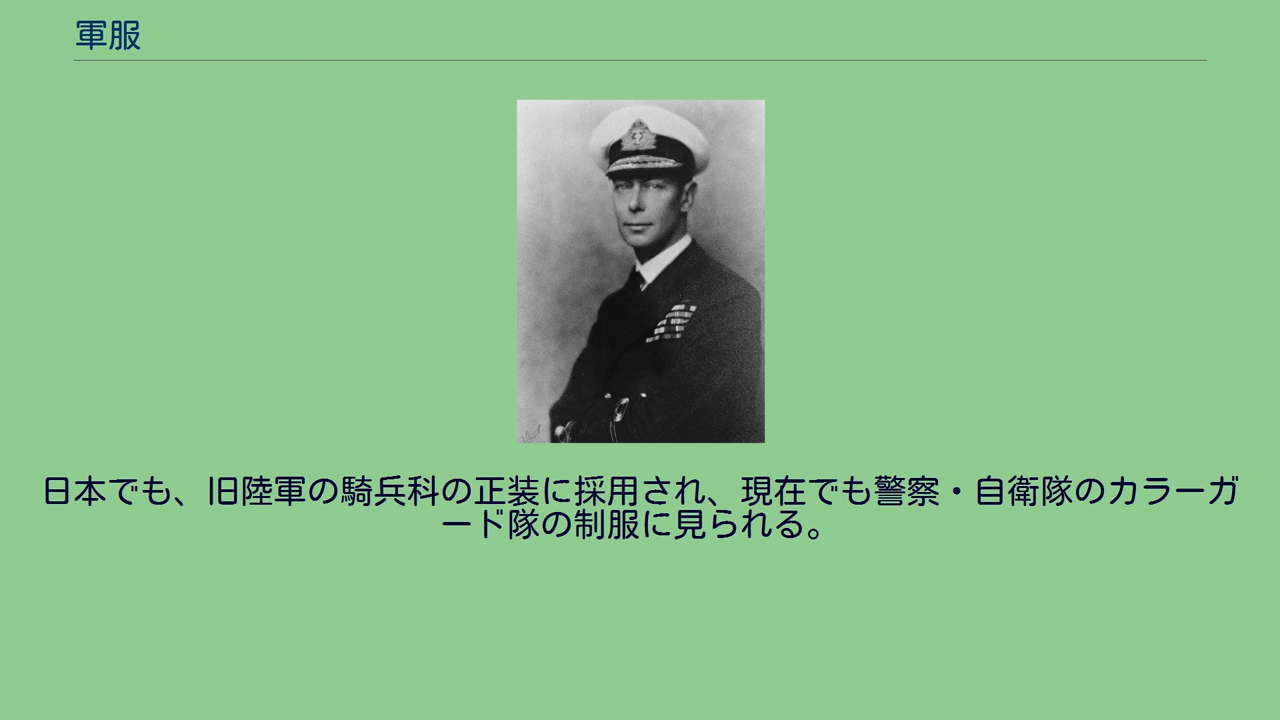 軍服
日本でも、旧陸軍の騎兵科の正装に採用され、現在でも警察・自衛隊のカラーガ
ード隊の制服に見られる。